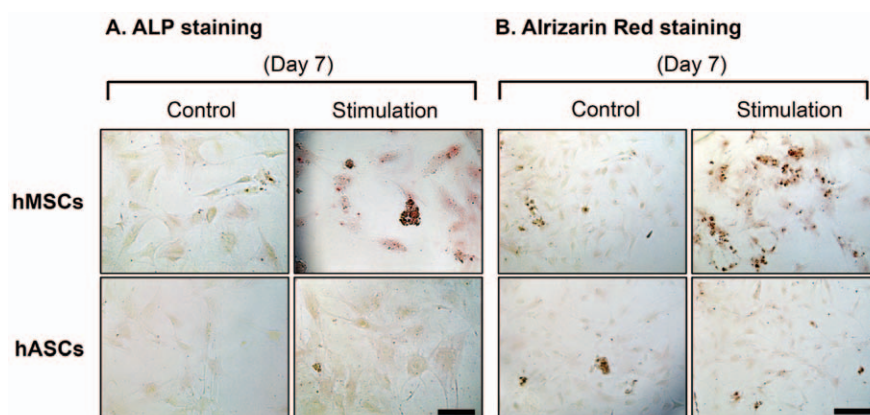 A. ALP staining
B. Alrizarin Red staining
(Day 7)
(Day 7)
Control
Stimulation
Control
Stimulation
hMSCs
hASCs